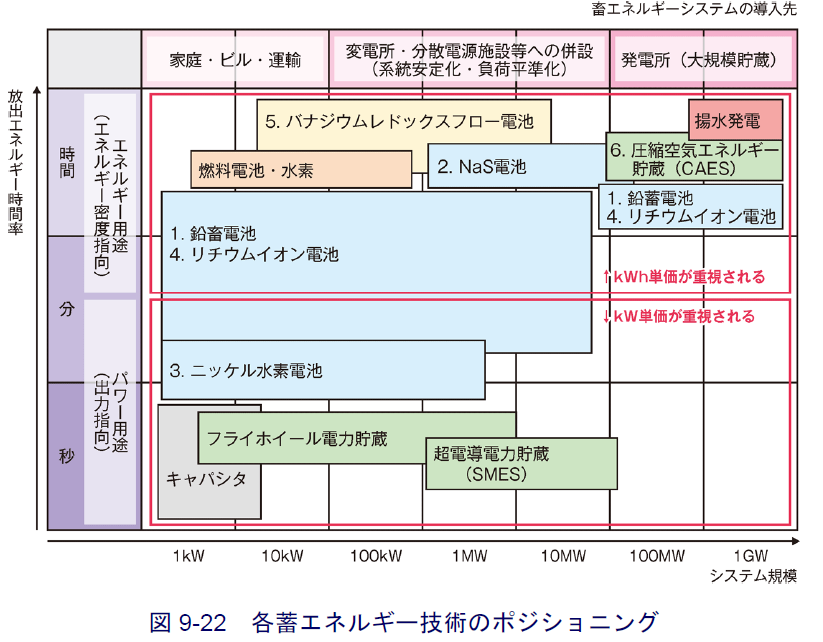 畜エネルギーシステムの導入先
家庭・ビル・運輸
変電所・分散電源施設等への併設
（系統安定化・負荷平準化）
発電所（大規模貯蔵）
放出エネルギー時間率
時間
分
秒
エネルギー用途
（エネルギー密度指向）
パワー用途
（出力指向）
5. バナジウムレドックスフロー電池
揚水発電
燃料電池・水素
2. NaS電池
6. 圧縮空気エネルギー
貯蔵（CAES）
1. 鉛蓄電池
4. リチウムイオン電池
1. 鉛蓄電池
4. リチウムイオン電池
↑kWh単価が重視される
↓kW単価が重視される
3. ニッケル水素電池
フライホイール電力貯蔵
超電導電力貯蔵
（SMES）
キャパシタ
1kW 10kW 100kW 1MW 10MW 100MW 1GW
システム規模
図 9-22 各蓄エネルギー技術のポジショニング